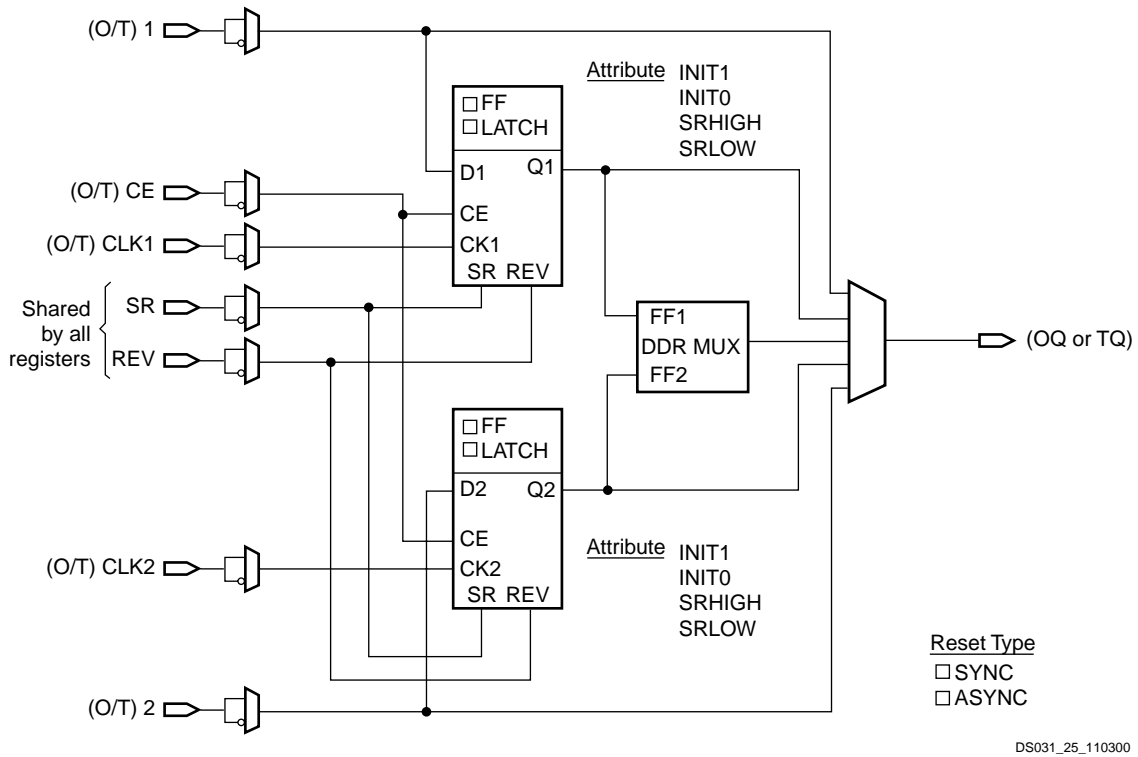 (O/T) 1
Attribute INIT1
INIT0
SRHIGH
SRLOW
FF
LATCH
D1 Q1
(O/T) CE
CE
(O/T) CLK1
CK1
SR REV
Shared
by all
registers
SR
REV
FF1
DDR MUX
FF2
(OQ or TQ)
FF
LATCH
D2 Q2
CE
(O/T) CLK2
CK2
SR REV
Attribute INIT1
INIT0
SRHIGH
SRLOW
Reset Type
SYNC
ASYNC
(O/T) 2
DS031_25_110300